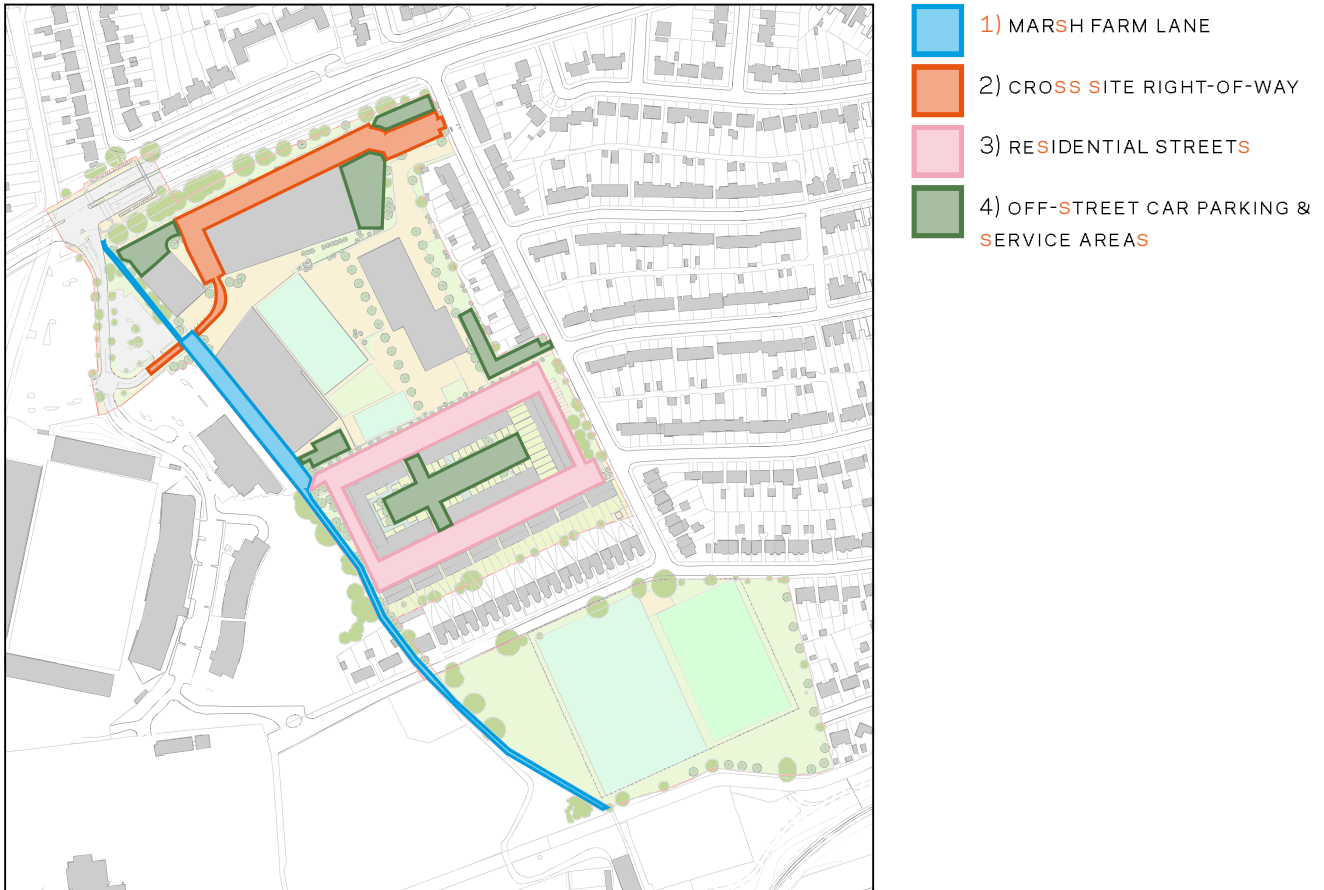 1) MARSH FARM LANE
2) CROSS SITE RIGHT-OF-WAY
3) RESIDENTIAL STREETS
4) OFF-STREET CAR PARKING &
SERVICE AREAS